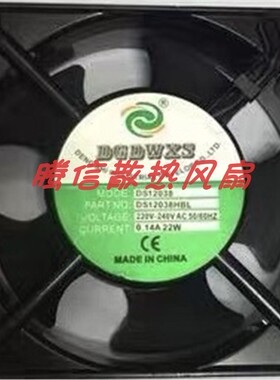 DGDWXS
腾信散热风扇
MODEL: DS12038
PART NO.: DS12038HBL
VOLTAGE: 220V-240V AC 50/60HZ
CURRENT: 0.14A 22W
CE
MADE IN CHINA